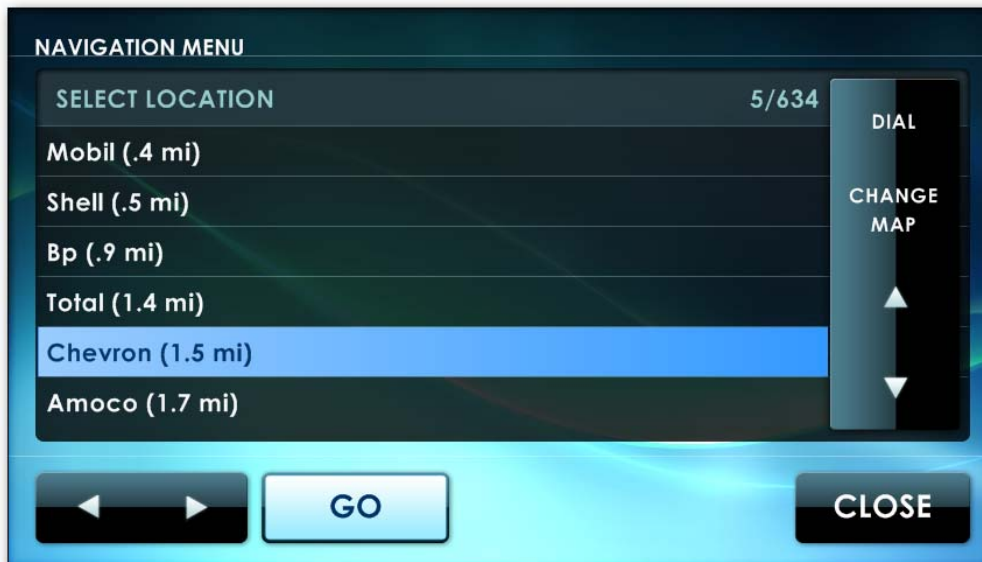 NAVIGATION MENU
SELECT LOCATION 5/634
Mobil (.4 mi)
Shell (.5 mi)
Bp (.9 mi)
Total (1.4 mi)
Chevron (1.5 mi)
Amoco (1.7 mi)
DIAL
CHANGE
MAP
GO
CLOSE